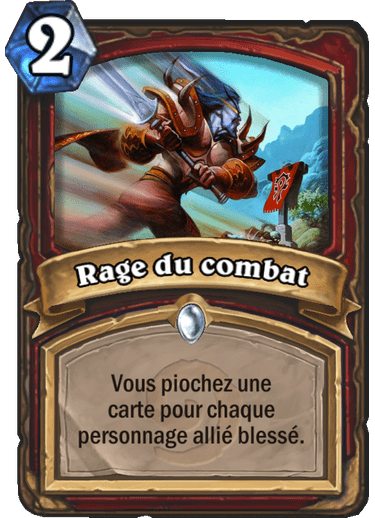 2
Rage du combat
Vous piochez une
carte pour chaque
personnage allié blessé.